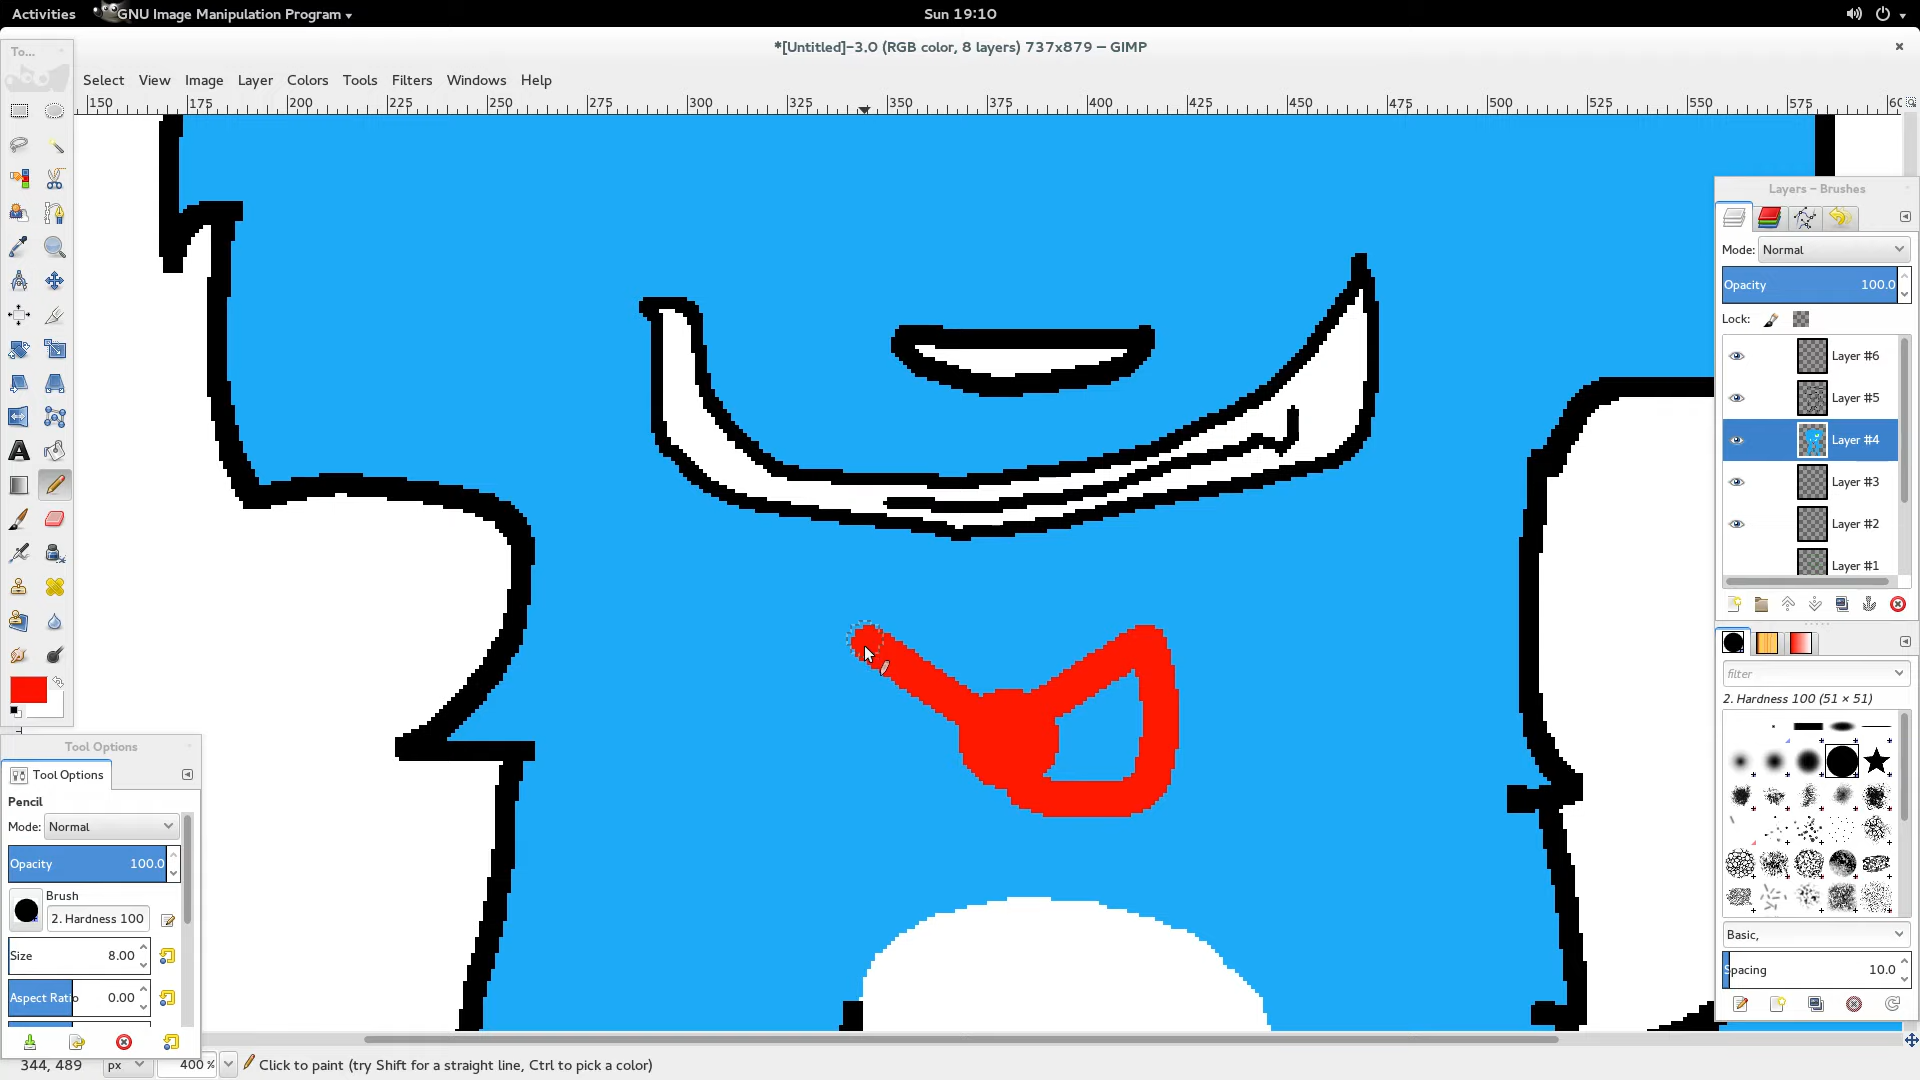 Activities
GNU Image Manipulation Program
Sun 19:10
*[Untitled]-3.0 (RGB color, 8 layers) 737x879 – GIMP
To...
Select View Image Layer Colors Tools Filters Windows Help
150 175 200 225 250 275 300 325 350 375 400 425 450 475 500 525 550 575
Layers – Brushes
Mode: Normal
Opacity 100.0
Lock:
Layer #6
Layer #5
Layer #4
Layer #3
Layer #2
Layer #1
filter
2. Hardness 100 (51 × 51)
Basic,
Spacing 10.0
Tool Options
Tool Options
Pencil
Mode: Normal
Opacity 100.0
Brush
2. Hardness 100
Size 8.00
Aspect Ratio 0.00
344, 489 px 400 % Click to paint (try Shift for a straight line, Ctrl to pick a color)